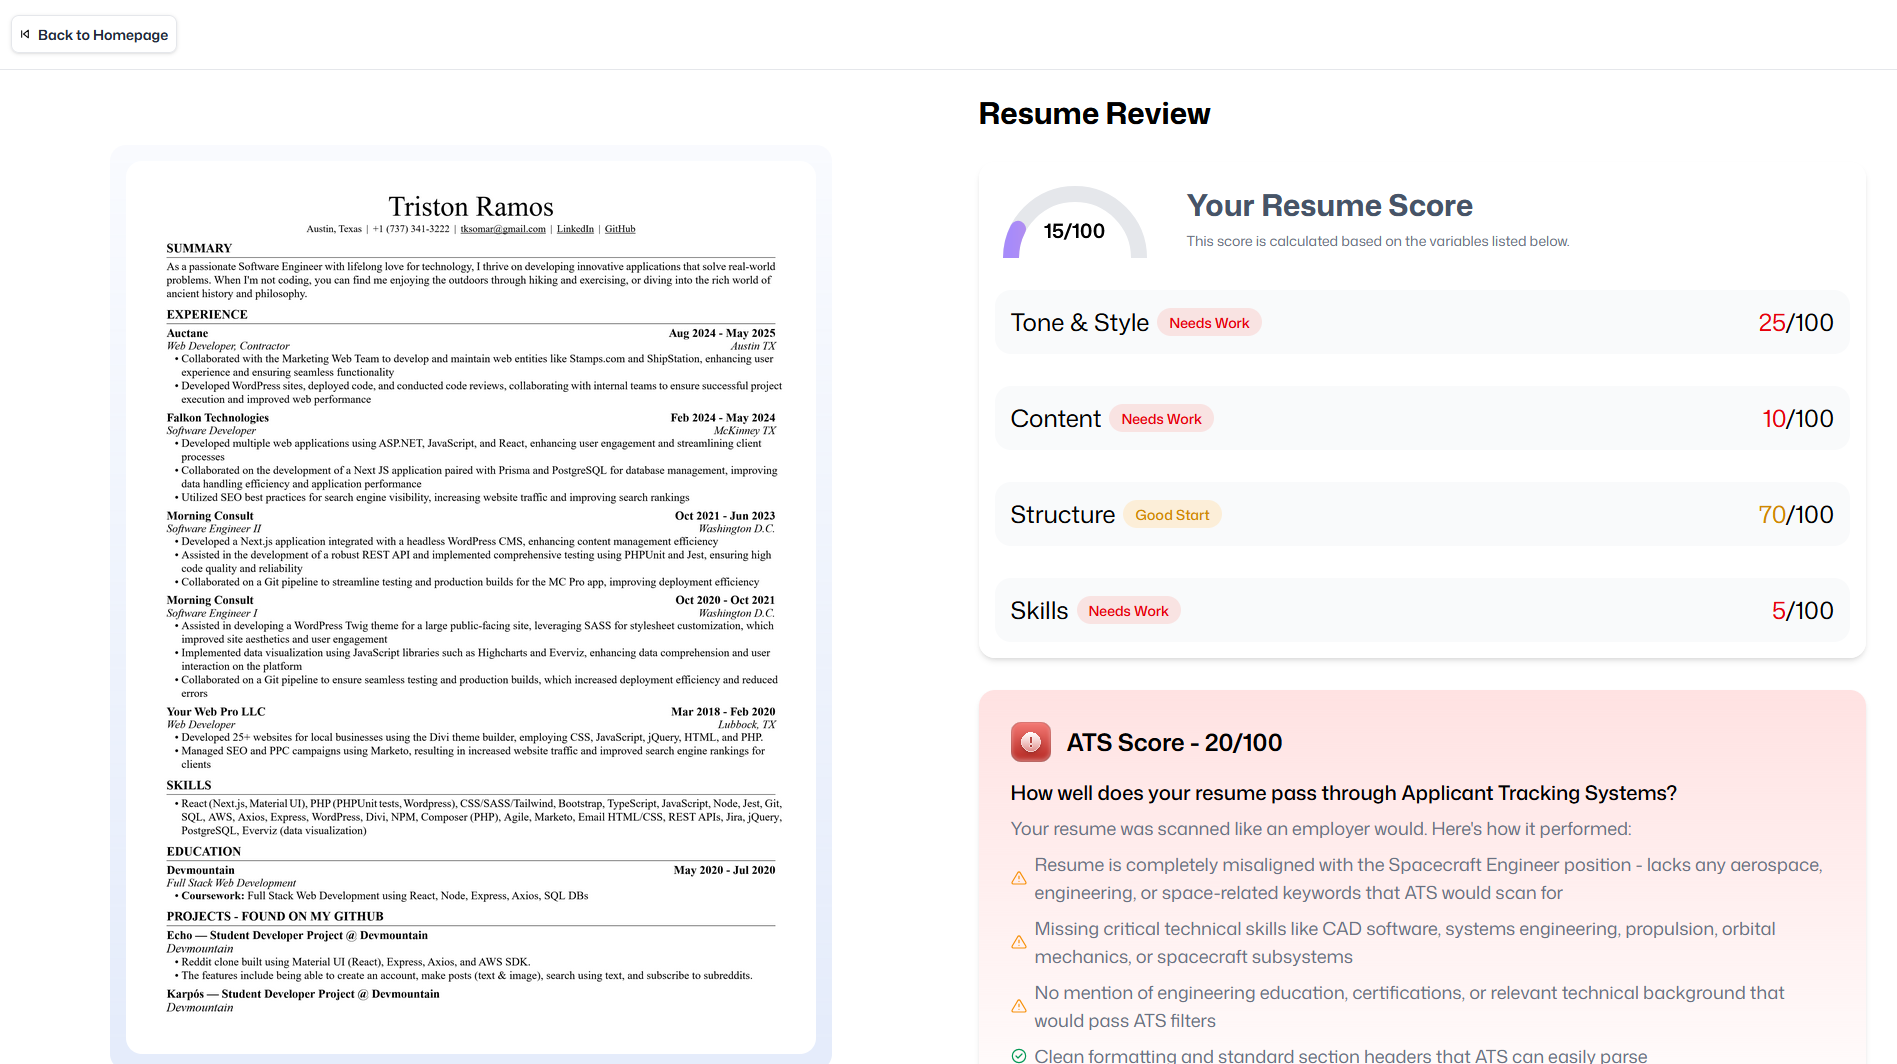 Back to Homepage
Triston Ramos
Austin, Texas | +1 (737) 341-3222 | tksomar@gmail.com | LinkedIn | GitHub
SUMMARY
As a passionate Software Engineer with lifelong love for technology, I thrive on developing innovative applications that solve real-world
problems. When I'm not coding, you can find me enjoying the outdoors through hiking and exercising, or diving into the rich world of
ancient history and philosophy.
EXPERIENCE
Auctane Aug 2024 - May 2025
Web Developer, Contractor Austin TX
• Collaborated with the Marketing Web Team to develop and maintain web entities like Stamps.com and ShipStation, enhancing user
experience and ensuring seamless functionality
• Developed WordPress sites, deployed code, and conducted code reviews, collaborating with internal teams to ensure successful project
execution and improved web performance
Falkon Technologies Feb 2024 - May 2024
Software Developer McKinney TX
• Developed multiple web applications using ASP.NET, JavaScript, and React, enhancing user engagement and streamlining client
processes
• Collaborated on the development of a Next JS application paired with Prisma and PostgreSQL for database management, improving
data handling efficiency and application performance
• Utilized SEO best practices for search engine visibility, increasing website traffic and improving search rankings
Morning Consult Oct 2021 - Jun 2023
Software Engineer II Washington D.C.
• Developed a Next.js application integrated with a headless WordPress CMS, enhancing content management efficiency
• Assisted in the development of a robust REST API and implemented comprehensive testing using PHPUnit and Jest, ensuring high
code quality and reliability
• Collaborated on a Git pipeline to streamline testing and production builds for the MC Pro app, improving deployment efficiency
Morning Consult Oct 2020 - Oct 2021
Software Engineer I Washington D.C.
• Assisted in developing a WordPress Twig theme for a large public-facing site, leveraging SASS for stylesheet customization, which
improved site aesthetics and user engagement
• Implemented data visualization using JavaScript libraries such as Highcharts and Everviz, enhancing data comprehension and user
interaction on the platform
• Collaborated on a Git pipeline to ensure seamless testing and production builds, which increased deployment efficiency and reduced
errors
Your Web Pro LLC Mar 2018 - Feb 2020
Web Developer Lubbock, TX
• Developed 25+ websites for local businesses using the Divi theme builder, employing CSS, JavaScript, jQuery, HTML, and PHP.
• Managed SEO and PPC campaigns using Marketo, resulting in increased website traffic and improved search engine rankings for
clients
SKILLS
• React (Next.js, Material UI), PHP (PHPUnit tests, Wordpress), CSS/SASS/Tailwind, Bootstrap, TypeScript, JavaScript, Node, Jest, Git,
SQL, AWS, Axios, Express, WordPress, Divi, NPM, Composer (PHP), Agile, Marketo, Email HTML/CSS, REST APIs, Jira, jQuery,
PostgreSQL, Everviz (data visualization)
EDUCATION
Devmountain May 2020 - Jul 2020
Full Stack Web Development
• Coursework: Full Stack Web Development using React, Node, Express, Axios, SQL DBs
PROJECTS - FOUND ON MY GITHUB
Echo — Student Developer Project @ Devmountain
Devmountain
• Reddit clone built using Material UI (React), Express, Axios, and AWS SDK.
• The features include being able to create an account, make posts (text & image), search using text, and subscribe to subreddits.
Karpós — Student Developer Project @ Devmountain
Devmountain
Resume Review
15/100
Your Resume Score
This score is calculated based on the variables listed below.
Tone & Style Needs Work 25/100
Content Needs Work 10/100
Structure Good Start 70/100
Skills Needs Work 5/100
ATS Score - 20/100
How well does your resume pass through Applicant Tracking Systems?
Your resume was scanned like an employer would. Here's how it performed:
Resume is completely misaligned with the Spacecraft Engineer position - lacks any aerospace,
engineering, or space-related keywords that ATS would scan for
Missing critical technical skills like CAD software, systems engineering, propulsion, orbital
mechanics, or spacecraft subsystems
No mention of engineering education, certifications, or relevant technical background that
would pass ATS filters
Clean formatting and standard section headers that ATS can easily parse